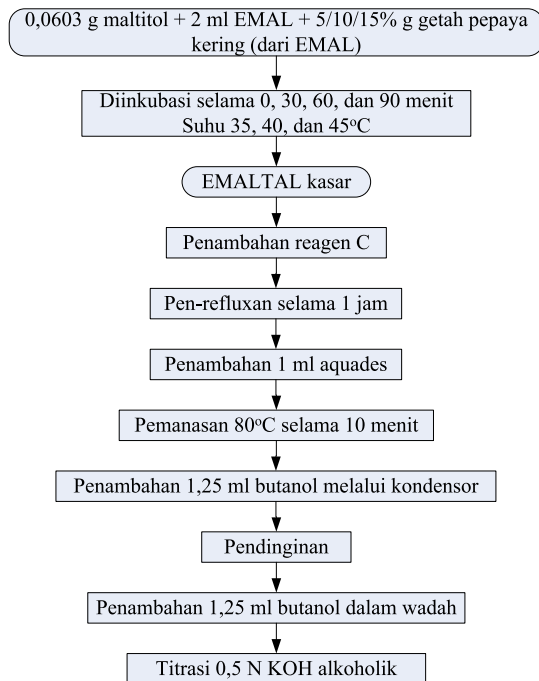 0,0603 g maltitol + 2 ml EMAL + 5/10/15% g getah pepaya
kering (dari EMAL)
Diinkubasi selama 0, 30, 60, dan 90 menit
Suhu 35, 40, dan 45°C
EMALTAL kasar
Penambahan reagen C
Pen-refluxan selama 1 jam
Penambahan 1 ml aquades
Pemanasan 80°C selama 10 menit
Penambahan 1,25 ml butanol melalui kondensor
Pendinginan
Penambahan 1,25 ml butanol dalam wadah
Titrasi 0,5 N KOH alkoholik